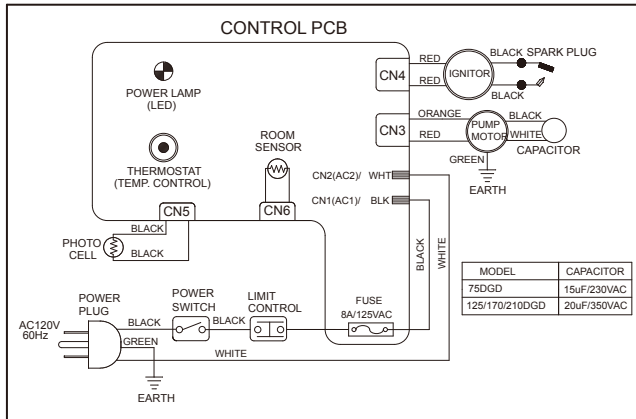 CONTROL PCB
POWER LAMP
(LED)
THERMOSTAT
(TEMP. CONTROL)
ROOM
SENSOR
CN4
RED
RED
IGNITOR
BLACK
SPARK PLUG
BLACK
CN3
ORANGE
RED
PUMP
MOTOR
BLACK
WHITE
CAPACITOR
GREEN
EARTH
CN2(AC2)/ WHT
CN1(AC1)/ BLK
CN5
CN6
BLACK
BLACK
PHOTO
CELL
BLACK
WHITE
MODEL CAPACITOR
75DGD 15uF/230VAC
125/170/210DGD 20uF/350VAC
POWER
PLUG
AC120V
60Hz
BLACK
GREEN
POWER
SWITCH
BLACK
LIMIT
CONTROL
FUSE
8A/125VAC
WHITE
EARTH